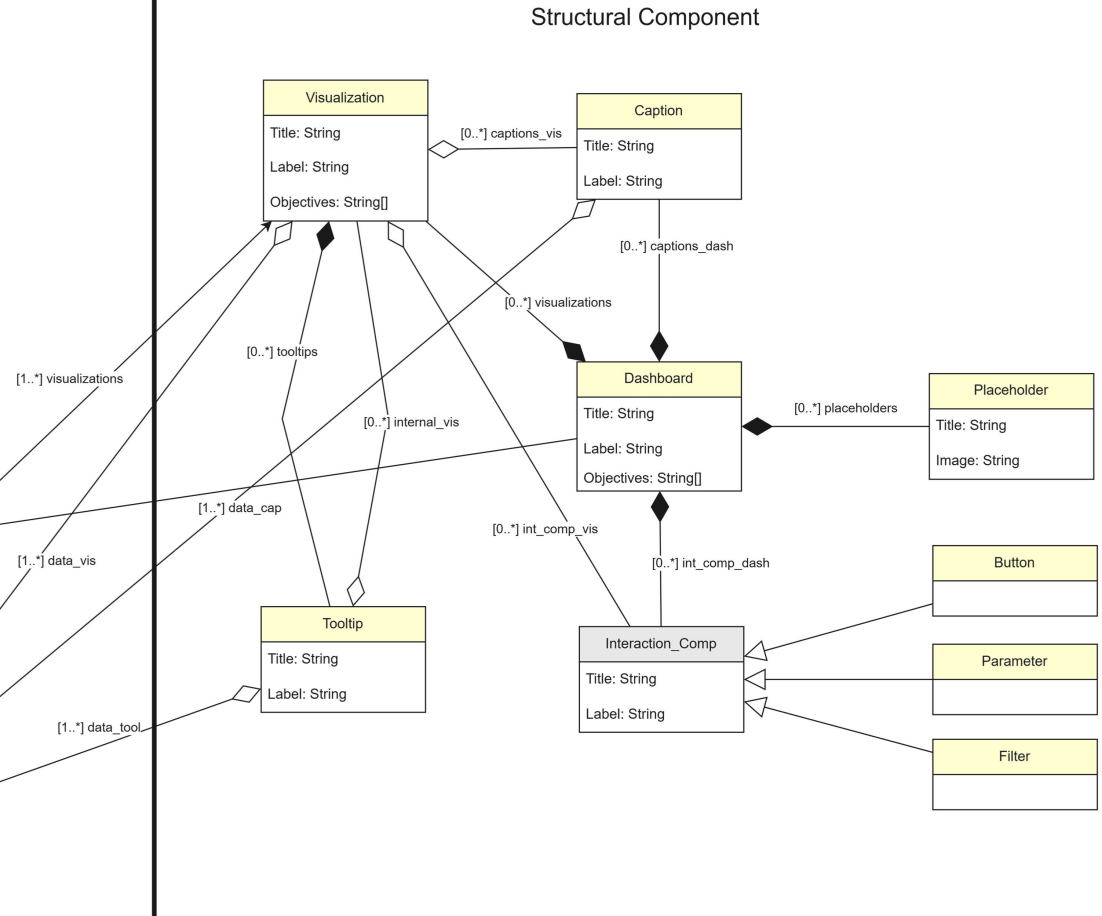 Structural Component
Visualization
Title: String
Label: String
Objectives: String[]
[0..*] captions_vis
Caption
Title: String
Label: String
[0..*] captions_dash
[0..*] visualizations
[0..*] tooltips
[1..*] visualizations
[0..*] internal_vis
Dashboard
Title: String
Label: String
Objectives: String[]
[0..*] placeholders
Placeholder
Title: String
Image: String
[1..*] data_cap
[0..*] int_comp_vis
[1..*] data_vis
[0..*] int_comp_dash
Button
Tooltip
Title: String
Label: String
Interaction_Comp
Title: String
Label: String
Parameter
[1..*] data_tool
Filter